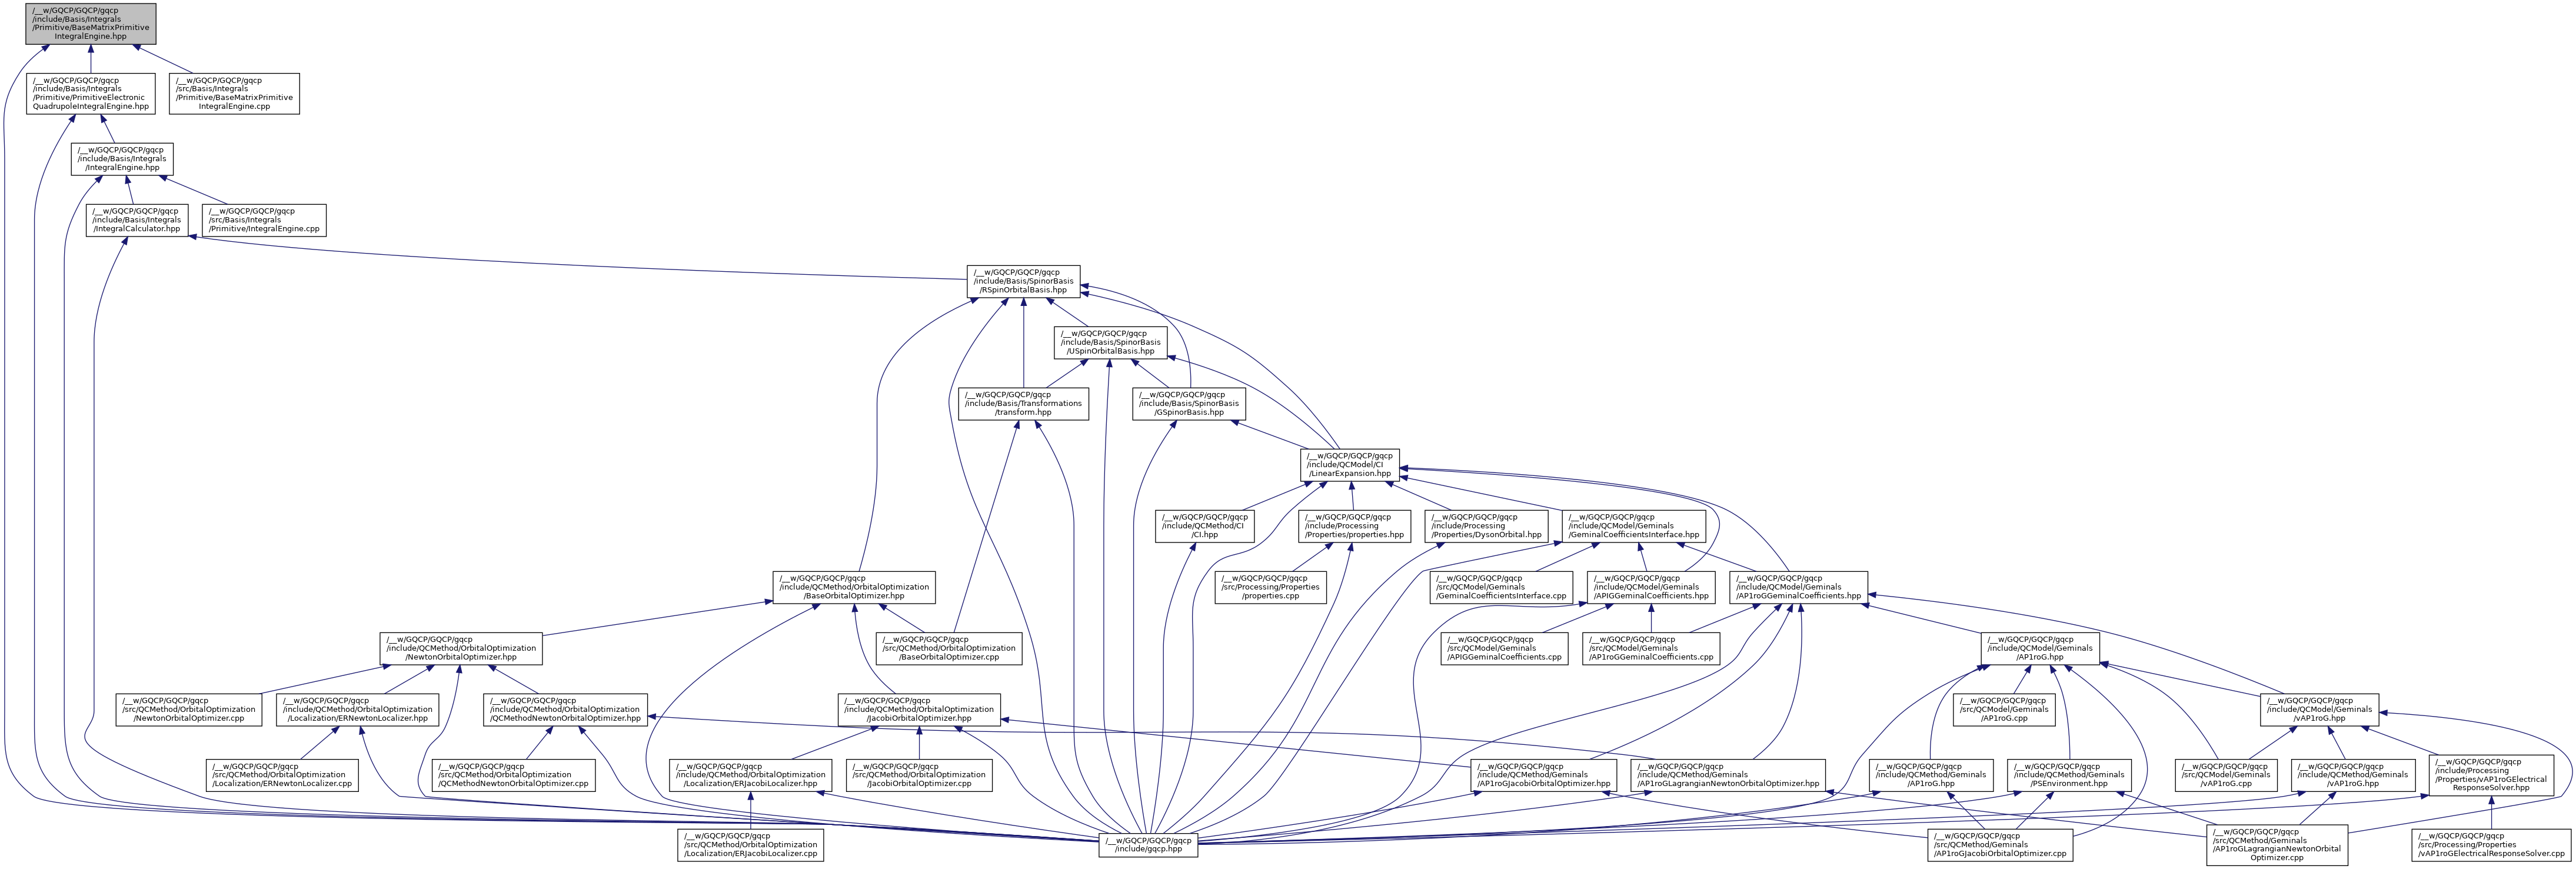 /__w/GQCP/GQCP/gqcp
/include/Basis/Integrals
/Primitive/BaseMatrixPrimitive
IntegralEngine.hpp
/__w/GQCP/GQCP/gqcp
/include/Basis/Integrals
/Primitive/PrimitiveElectronic
QuadrupoleIntegralEngine.hpp
/__w/GQCP/GQCP/gqcp
/src/Basis/Integrals
/Primitive/BaseMatrixPrimitive
IntegralEngine.cpp
/__w/GQCP/GQCP/gqcp
/include/Basis/Integrals
/IntegralEngine.hpp
/__w/GQCP/GQCP/gqcp
/include/Basis/Integrals
/IntegralCalculator.hpp
/__w/GQCP/GQCP/gqcp
/src/Basis/Integrals
/Primitive/IntegralEngine.cpp
/__w/GQCP/GQCP/gqcp
/include/Basis/SpinorBasis
/RSpinOrbitalBasis.hpp
/__w/GQCP/GQCP/gqcp
/include/Basis/SpinorBasis
/USpinOrbitalBasis.hpp
/__w/GQCP/GQCP/gqcp
/include/Basis/Transformations
/transform.hpp
/__w/GQCP/GQCP/gqcp
/include/Basis/SpinorBasis
/GSpinorBasis.hpp
/__w/GQCP/GQCP/gqcp
/include/QCModel/CI
/LinearExpansion.hpp
/__w/GQCP/GQCP/gqcp
/include/QCMethod/CI
/CI.hpp
/__w/GQCP/GQCP/gqcp
/include/Processing
/Properties/properties.hpp
/__w/GQCP/GQCP/gqcp
/include/Processing
/Properties/DysonOrbital.hpp
/__w/GQCP/GQCP/gqcp
/include/QCModel/Geminals
/GeminalCoefficientsInterface.hpp
/__w/GQCP/GQCP/gqcp
/include/QCMethod/OrbitalOptimization
/BaseOrbitalOptimizer.hpp
/__w/GQCP/GQCP/gqcp
/src/Processing/Properties
/properties.cpp
/__w/GQCP/GQCP/gqcp
/src/QCModel/Geminals
/GeminalCoefficientsInterface.cpp
/__w/GQCP/GQCP/gqcp
/include/QCModel/Geminals
/APIGGeminalCoefficients.hpp
/__w/GQCP/GQCP/gqcp
/include/QCModel/Geminals
/AP1roGGeminalCoefficients.hpp
/__w/GQCP/GQCP/gqcp
/include/QCMethod/OrbitalOptimization
/NewtonOrbitalOptimizer.hpp
/__w/GQCP/GQCP/gqcp
/src/QCMethod/OrbitalOptimization
/BaseOrbitalOptimizer.cpp
/__w/GQCP/GQCP/gqcp
/src/QCModel/Geminals
/APIGGeminalCoefficients.cpp
/__w/GQCP/GQCP/gqcp
/src/QCModel/Geminals
/AP1roGGeminalCoefficients.cpp
/__w/GQCP/GQCP/gqcp
/include/QCModel/Geminals
/AP1roG.hpp
/__w/GQCP/GQCP/gqcp
/src/QCMethod/OrbitalOptimization
/NewtonOrbitalOptimizer.cpp
/__w/GQCP/GQCP/gqcp
/include/QCMethod/OrbitalOptimization
/Localization/ERNewtonLocalizer.hpp
/__w/GQCP/GQCP/gqcp
/include/QCMethod/OrbitalOptimization
/QCMethodNewtonOrbitalOptimizer.hpp
/__w/GQCP/GQCP/gqcp
/include/QCMethod/OrbitalOptimization
/JacobiOrbitalOptimizer.hpp
/__w/GQCP/GQCP/gqcp
/src/QCModel/Geminals
/AP1roG.cpp
/__w/GQCP/GQCP/gqcp
/include/QCModel/Geminals
/vAP1roG.hpp
/__w/GQCP/GQCP/gqcp
/src/QCMethod/OrbitalOptimization
/Localization/ERNewtonLocalizer.cpp
/__w/GQCP/GQCP/gqcp
/src/QCMethod/OrbitalOptimization
/QCMethodNewtonOrbitalOptimizer.cpp
/__w/GQCP/GQCP/gqcp
/include/QCMethod/OrbitalOptimization
/Localization/ERJacobiLocalizer.hpp
/__w/GQCP/GQCP/gqcp
/src/QCMethod/OrbitalOptimization
/JacobiOrbitalOptimizer.cpp
/__w/GQCP/GQCP/gqcp
/include/QCMethod/Geminals
/AP1roGJacobiOrbitalOptimizer.hpp
/__w/GQCP/GQCP/gqcp
/include/QCMethod/Geminals
/AP1roGLagrangianNewtonOrbitalOptimizer.hpp
/__w/GQCP/GQCP/gqcp
/include/QCMethod/Geminals
/AP1roG.hpp
/__w/GQCP/GQCP/gqcp
/include/QCMethod/Geminals
/PSEnvironment.hpp
/__w/GQCP/GQCP/gqcp
/src/QCModel/Geminals
/vAP1roG.cpp
/__w/GQCP/GQCP/gqcp
/include/QCMethod/Geminals
/vAP1roG.hpp
/__w/GQCP/GQCP/gqcp
/include/Processing
/Properties/vAP1roGElectrical
ResponseSolver.hpp
/__w/GQCP/GQCP/gqcp
/src/QCMethod/OrbitalOptimization
/Localization/ERJacobiLocalizer.cpp
/__w/GQCP/GQCP/gqcp
/include/gqcp.hpp
/__w/GQCP/GQCP/gqcp
/src/QCMethod/Geminals
/AP1roGJacobiOrbitalOptimizer.cpp
/__w/GQCP/GQCP/gqcp
/src/QCMethod/Geminals
/AP1roGLagrangianNewtonOrbital
Optimizer.cpp
/__w/GQCP/GQCP/gqcp
/src/Processing/Properties
/vAP1roGElectricalResponseSolver.cpp